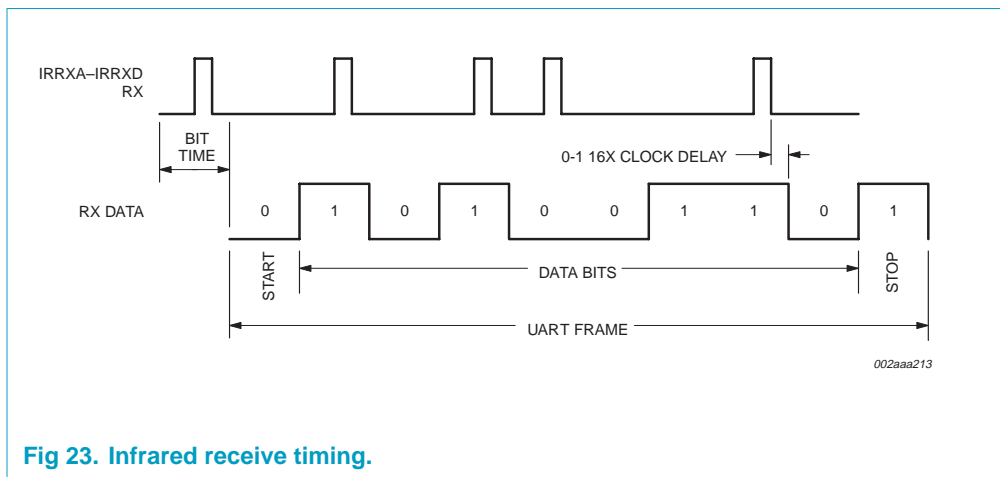 IRRXA–IRRXD
RX
BIT
TIME
0-1 16X CLOCK DELAY
RX DATA
0 1 0 1 0 0 1 1 0 1
START
DATA BITS
STOP
UART FRAME
002aaa213
Fig 23. Infrared receive timing.